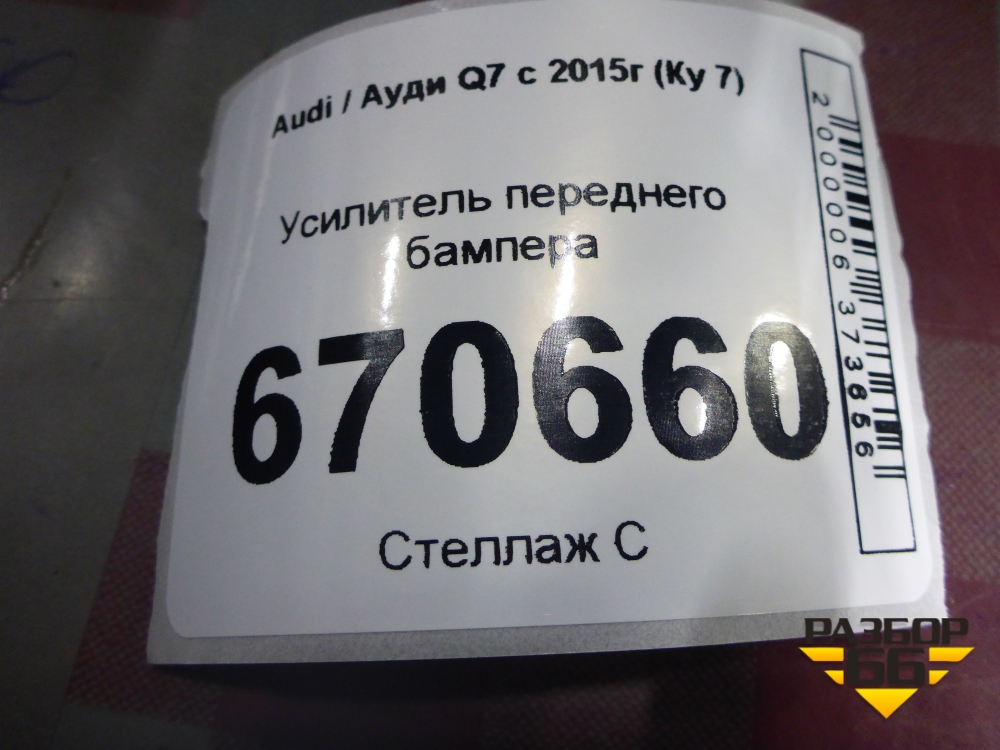 Audi / Ауди Q7 с 2015г (Ку 7)
Усилитель переднего
бампера
670660
Стеллаж С
2000006373656
РАЗБОР
66